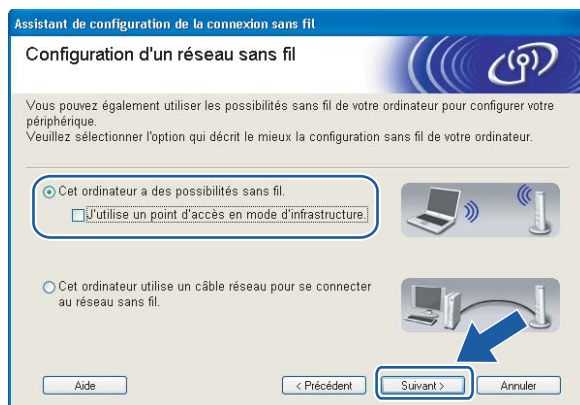 Assistant de configuration de la connexion sans fil
Configuration d'un réseau sans fil
Vous pouvez également utiliser les possibilités sans fil de votre ordinateur pour configurer votre
périphérique.
Veuillez sélectionner l'option qui décrit le mieux la configuration sans fil de votre ordinateur.
Cet ordinateur a des possibilités sans fil.
J'utilise un point d'accès en mode d'infrastructure.
Cet ordinateur utilise un câble réseau pour se connecter
au réseau sans fil.
Aide
< Précédent
Suivant >
Annuler